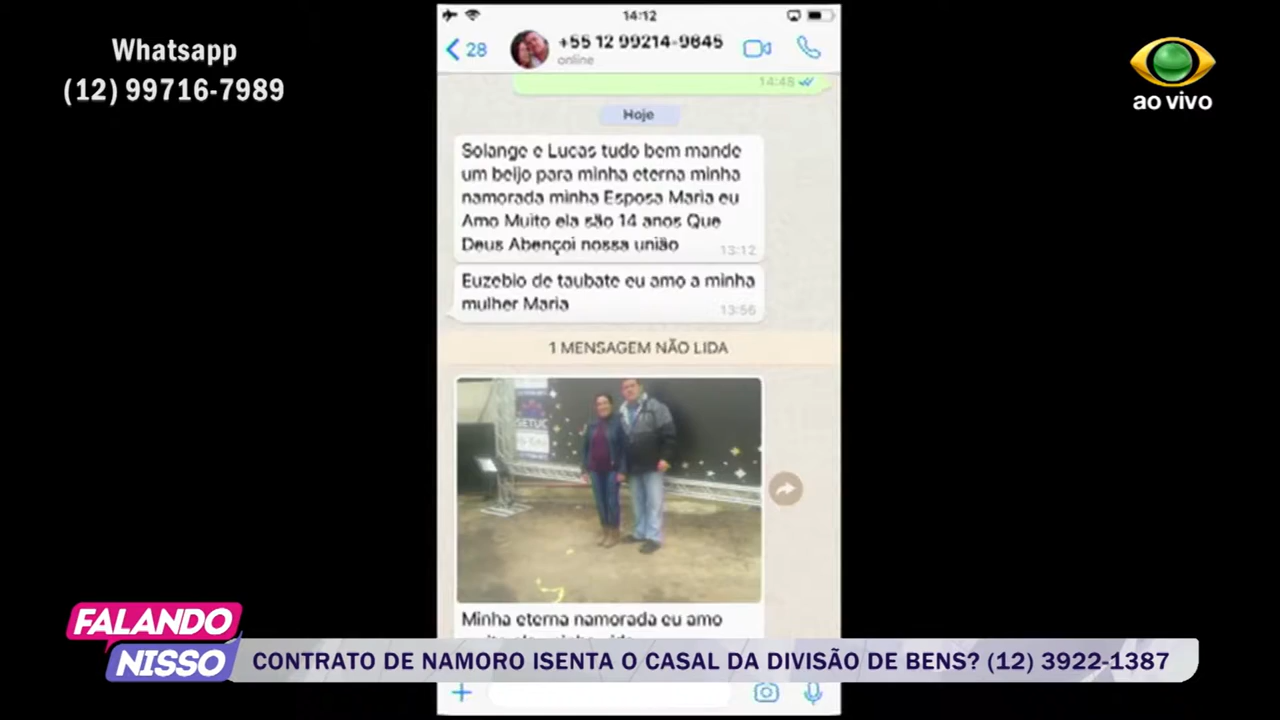 Whatsapp
(12) 99716-7989
14:12
28
+55 12 99214-9845
online
ao vivo
14:48
Hoje
Solange e Lucas tudo bem mande
um beijo para minha eterna minha
namorada minha Esposa Maria eu
Amo Muito ela são 14 anos Que
Deus Abençoi nossa união
13:12
Euzebio de taubate eu amo a minha
mulher Maria
13:56
1 MENSAGEM NÃO LIDA
Minha eterna namorada eu amo
FALANDO
NISSO
CONTRATO DE NAMORO ISENTA O CASAL DA DIVISÃO DE BENS? (12) 3922-1387